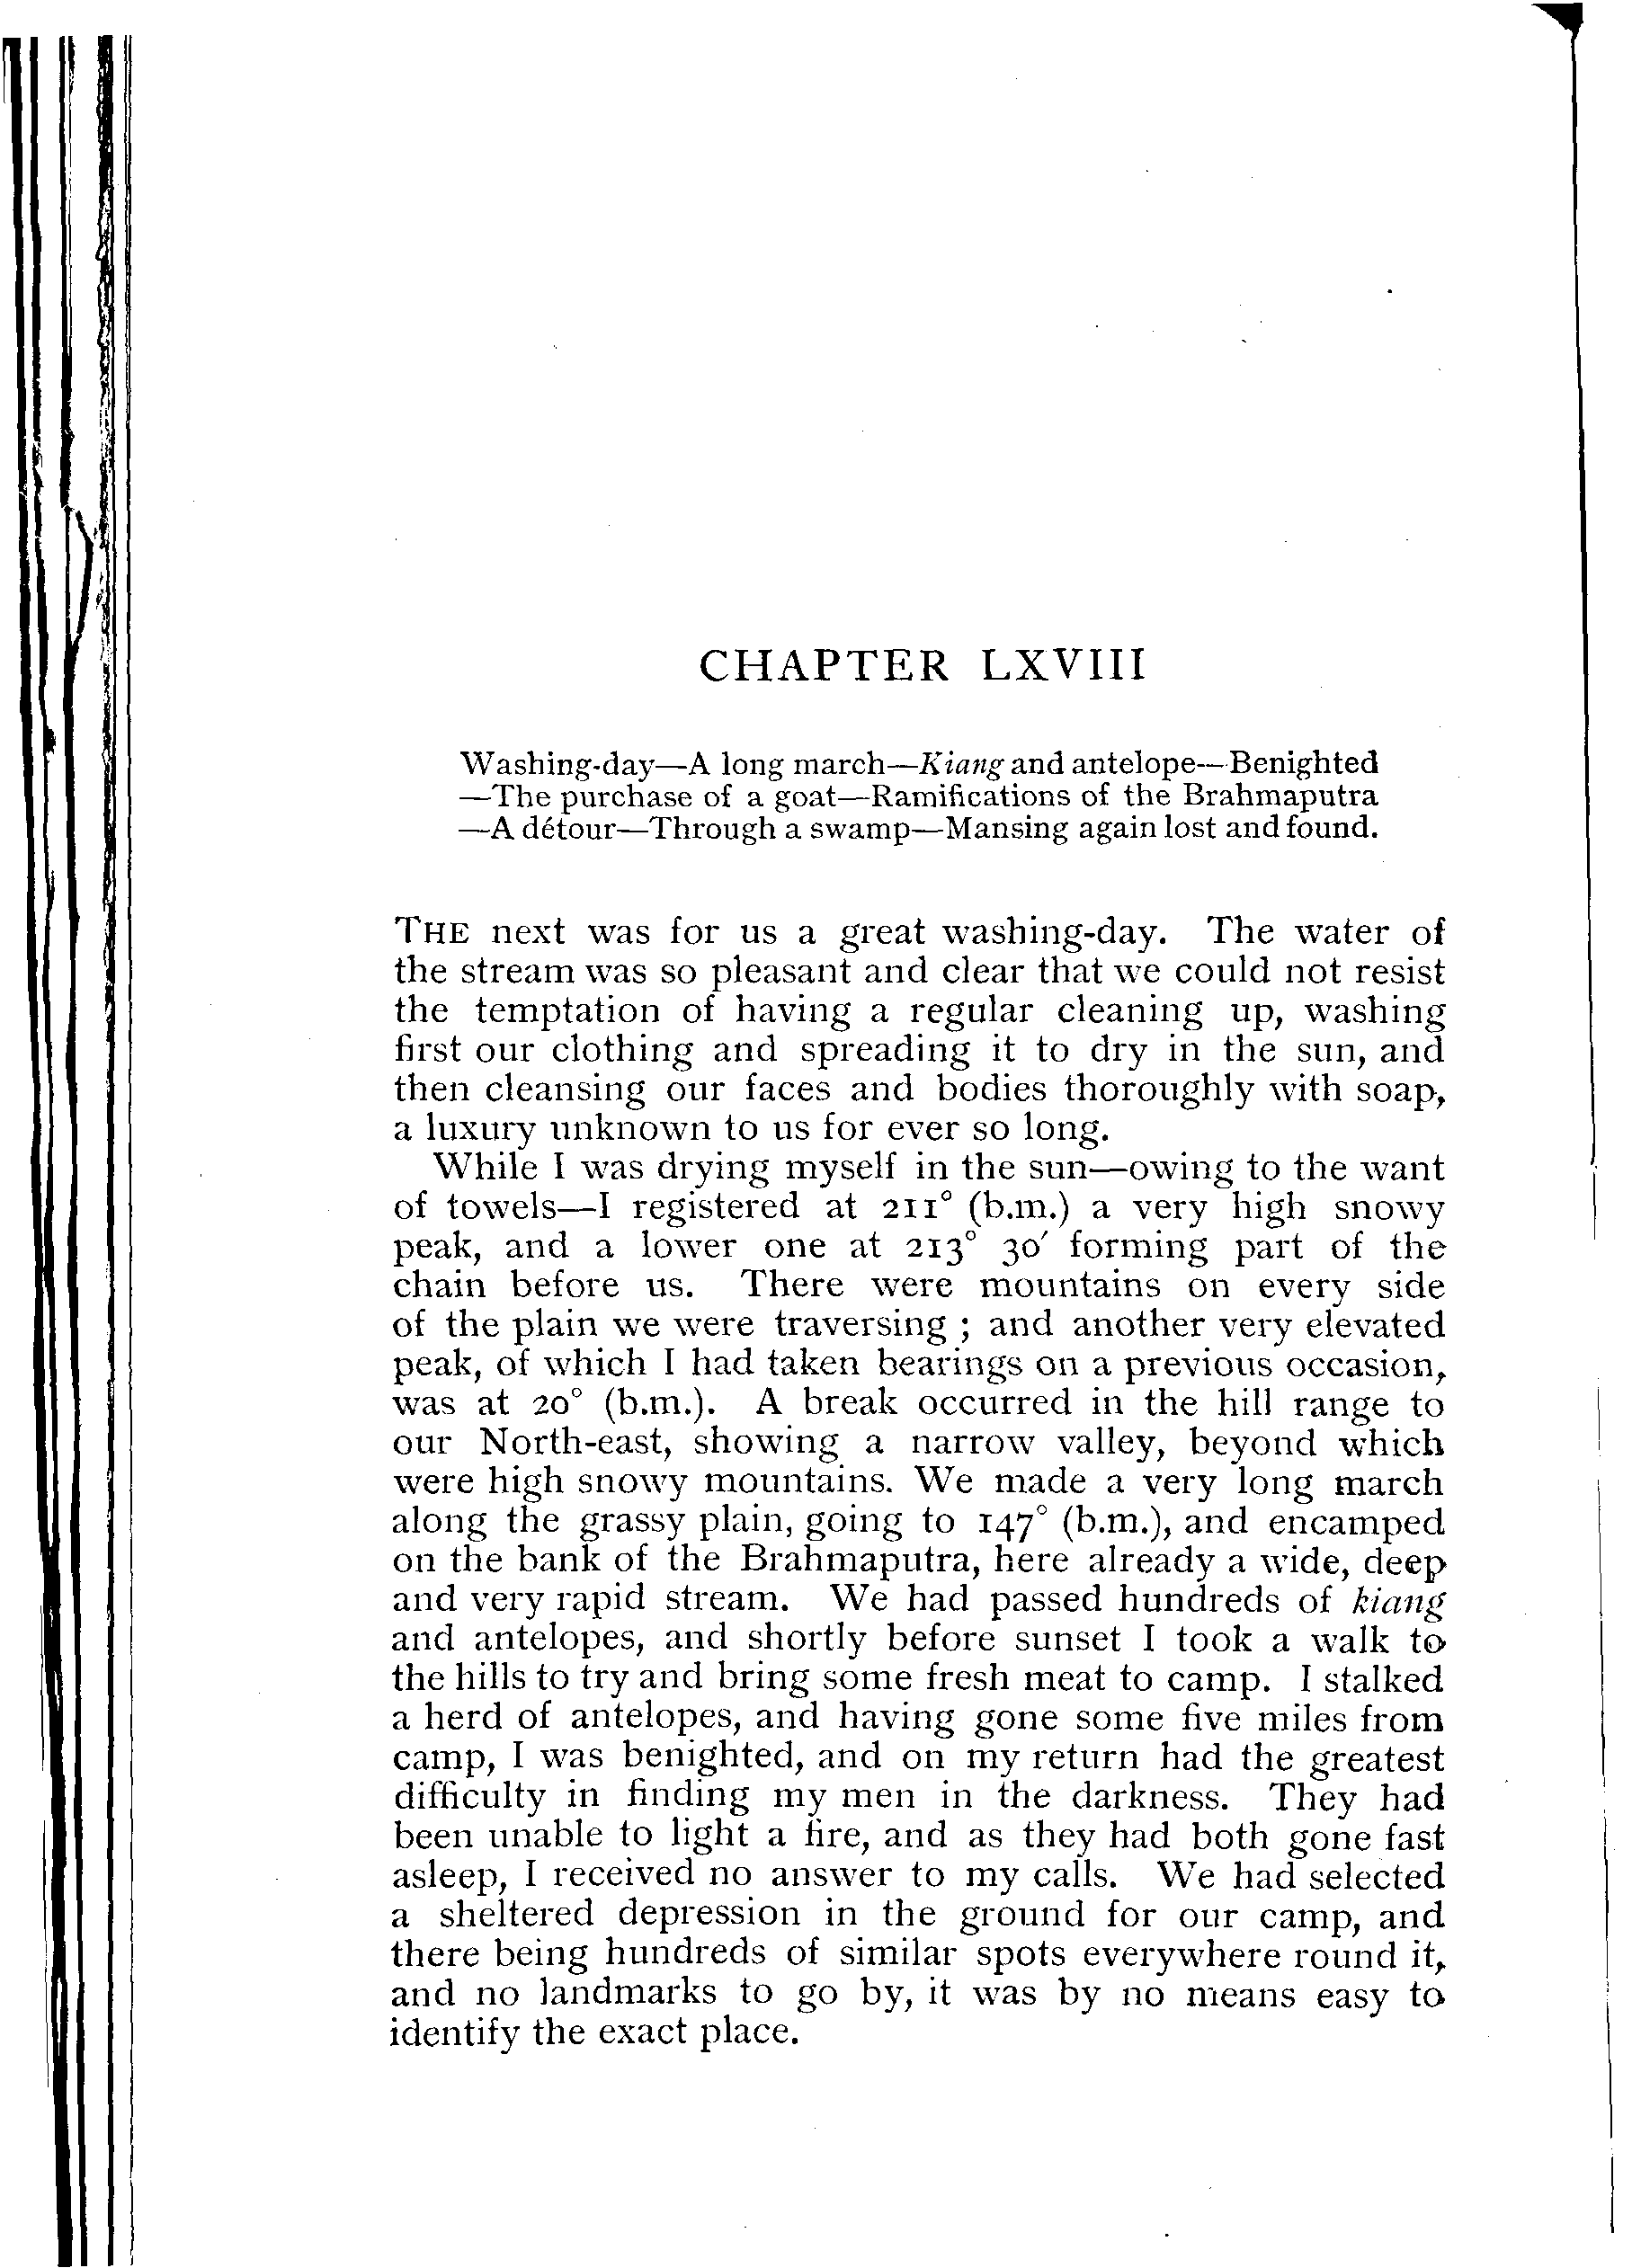 CHAPTER LXVIII
Washing-day—A long march—Kiang and antelope—Benighted
—The purchase of a goat—Ramifications of the Brahmaputra
—A détour—Through a swamp—Mansing again lost and found.
THE next was for us a great washing-day. The water of
the stream was so pleasant and clear that we could not resist
the temptation of having a regular cleaning up, washing
first our clothing and spreading it to dry in the sun, and
then cleansing our faces and bodies thoroughly with soap,
a luxury unknown to us for ever so long.
While I was drying myself in the sun—owing to the want
of towels—I registered at 211° (b.m.) a very high snowy
peak, and a lower one at 213° 30′ forming part of the
chain before us. There were mountains on every side
of the plain we were traversing ; and another very elevated
peak, of which I had taken bearings on a previous occasion,
was at 20° (b.m.). A break occurred in the hill range to
our North-east, showing a narrow valley, beyond which
were high snowy mountains. We made a very long march
along the grassy plain, going to 147° (b.m.), and encamped
on the bank of the Brahmaputra, here already a wide, deep
and very rapid stream. We had passed hundreds of kiang
and antelopes, and shortly before sunset I took a walk to
the hills to try and bring some fresh meat to camp. I stalked
a herd of antelopes, and having gone some five miles from
camp, I was benighted, and on my return had the greatest
difficulty in finding my men in the darkness. They had
been unable to light a fire, and as they had both gone fast
asleep, I received no answer to my calls. We had selected
a sheltered depression in the ground for our camp, and
there being hundreds of similar spots everywhere round it,
and no landmarks to go by, it was by no means easy to
identify the exact place.